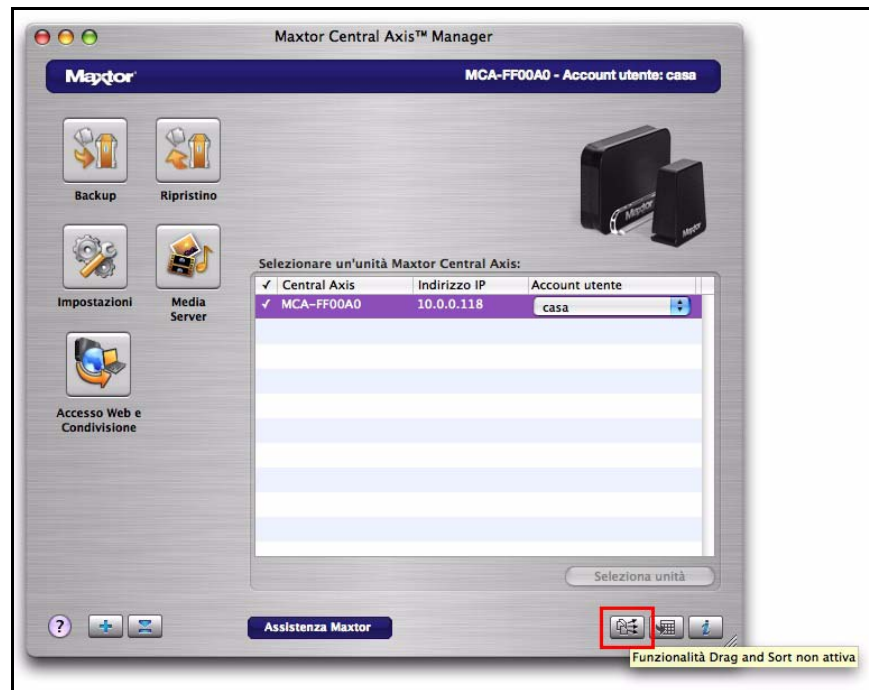 Maxtor Central Axis™ Manager
Maxtor
MCA-FF00A0 - Account utente: casa
Backup
Ripristino
Maxtor
Maxtor
Impostazioni
Media
Server
Accesso Web e
Condivisione
Selezionare un'unità Maxtor Central Axis:
✓ Central Axis Indirizzo IP Account utente
✓ MCA-FF00A0 10.0.0.118 casa
Seleziona unità
?
Assistenza Maxtor
i
Funzionalità Drag and Sort non attiva